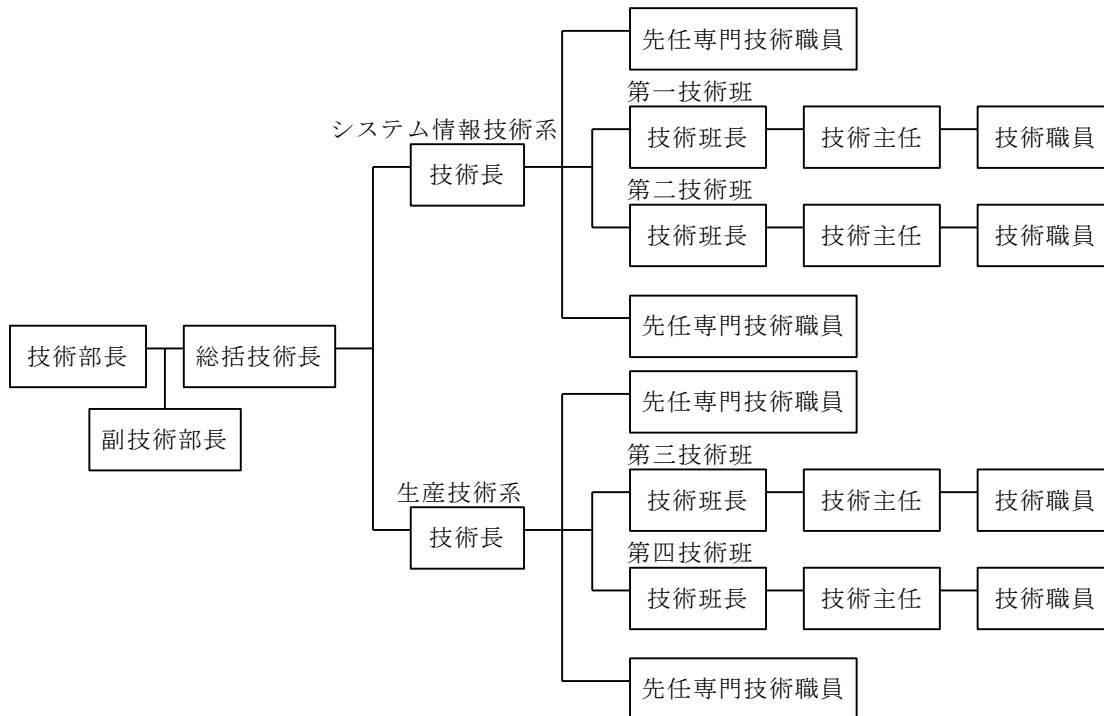 先任専門技術職員
第一技術班
システム情報技術系
技術班長
技術主任
技術職員
技術長
第二技術班
技術班長
技術主任
技術職員
先任専門技術職員
技術部長
総括技術長
先任専門技術職員
副技術部長
第三技術班
生産技術系
技術班長
技術主任
技術職員
技術長
第四技術班
技術班長
技術主任
技術職員
先任専門技術職員